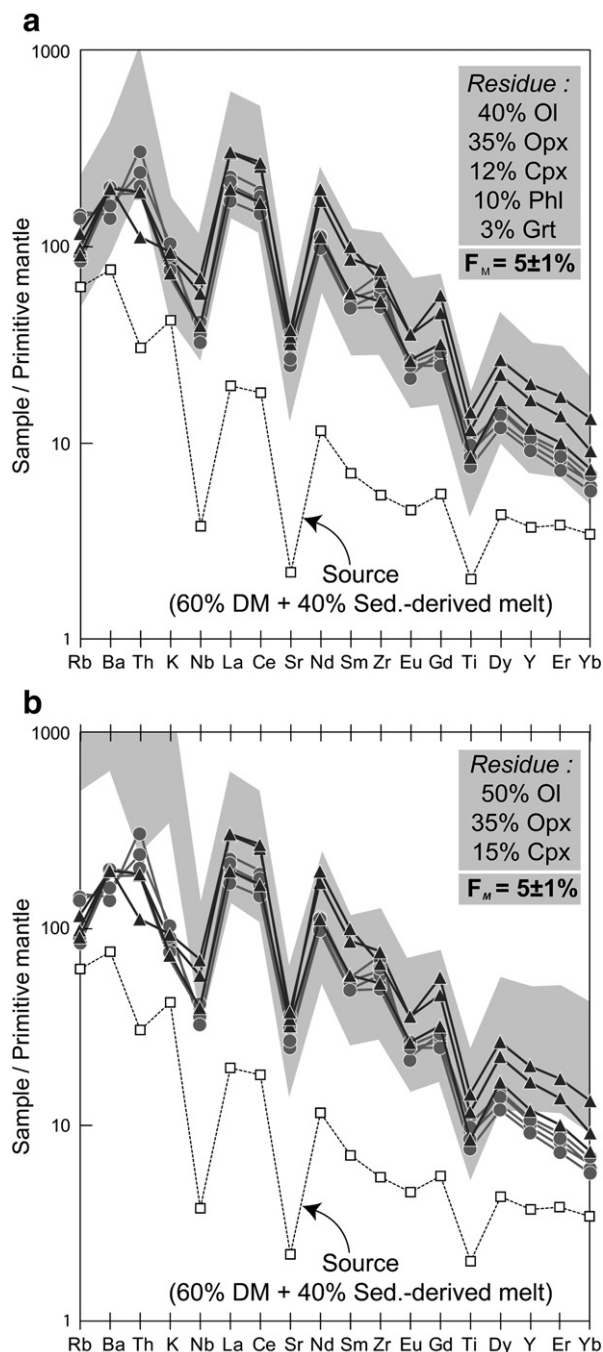 a
1000
100
10
1
Sample / Primitive mantle
Residue :
40% Ol
35% Opx
12% Cpx
10% Phl
3% Grt
F_M = 5±1%
Source
(60% DM + 40% Sed.-derived melt)
Rb Ba Th K Nb La Ce Sr Nd Sm Zr Eu Gd Ti Dy Y Er Yb
b
1000
100
10
1
Sample / Primitive mantle
Residue :
50% Ol
35% Opx
15% Cpx
F_M = 5±1%
Source
(60% DM + 40% Sed.-derived melt)
Rb Ba Th K Nb La Ce Sr Nd Sm Zr Eu Gd Ti Dy Y Er Yb